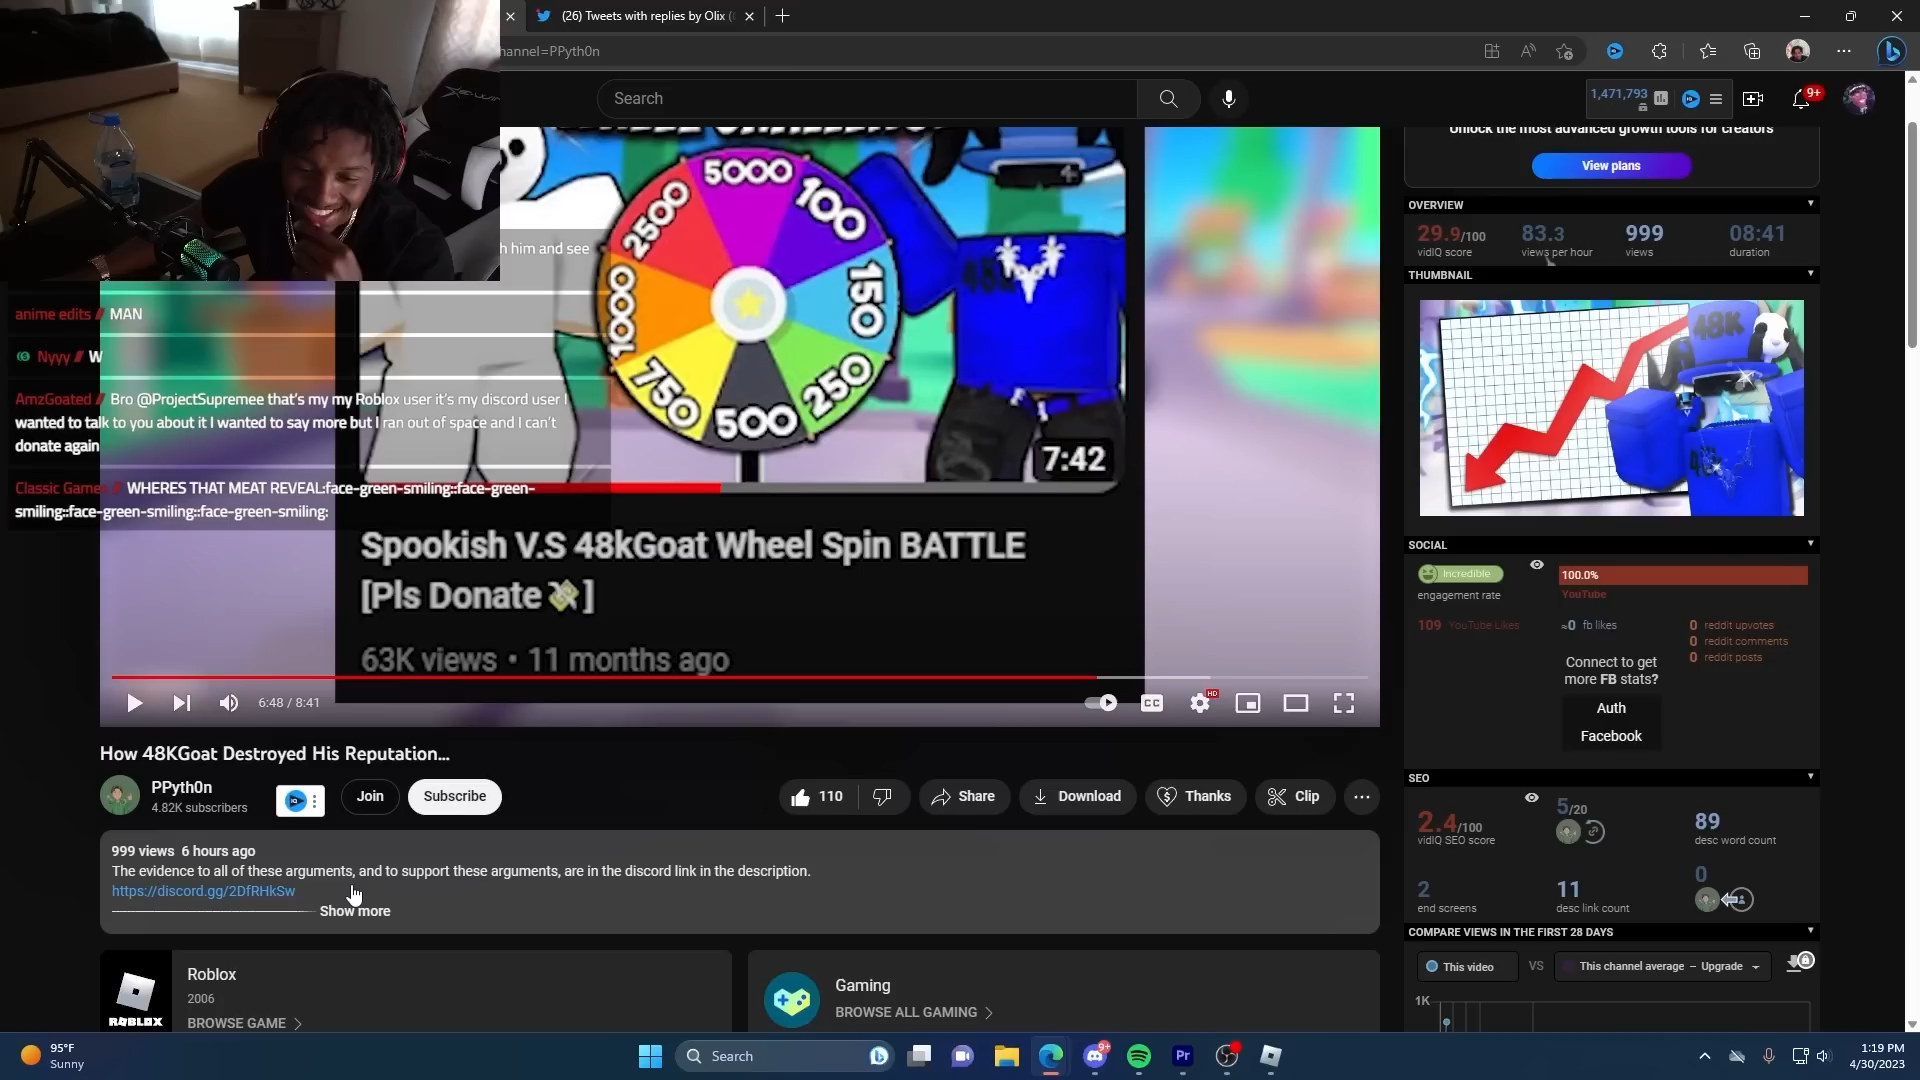 (26) Tweets with replies by Olix (
hannel=PPyth0n
Search
1,471,793
9+
h him and see
anime edits // MAN
Nyyy // W
AmzGoated // Bro @ProjectSupremee that's my my Roblox user it's my discord user I
wanted to talk to you about it I wanted to say more but I ran out of space and I can't
donate again
Classic Games // WHERES THAT MEAT REVEAL:face-green-smiling::face-green-
smiling::face-green-smiling::face-green-smiling:
5000
100
150
250
500
750
1000
2500
48K
7:42
Spookish V.S 48kGoat Wheel Spin BATTLE
[Pls Donate💸]
63K views • 11 months ago
6:48 / 8:41
CC
HD
How 48KGoat Destroyed His Reputation...
PPyth0n
4.82K subscribers
IQ
Join
Subscribe
110
Share
Download
Thanks
Clip
999 views 6 hours ago
The evidence to all of these arguments, and to support these arguments, are in the discord link in the description.
https://discord.gg/2DfRHkSw
Show more
ROBLOX
Roblox
2006
BROWSE GAME
Gaming
BROWSE ALL GAMING
Unlock the most advanced growth tools for creators
View plans
OVERVIEW
29.9/100
vidIQ score
83.3
views per hour
999
views
08:41
duration
THUMBNAIL
48K
SOCIAL
Incredible
engagement rate
100.0%
YouTube
109 YouTube Likes
≈0 fb likes
0 reddit upvotes
0 reddit comments
0 reddit posts
Connect to get
more FB stats?
Auth
Facebook
SEO
2.4/100
vidIQ SEO score
5/20
89
desc word count
2
end screens
11
desc link count
0
COMPARE VIEWS IN THE FIRST 28 DAYS
This video
VS
This channel average – Upgrade
1K
95°F
Sunny
Search
9+
Pr
1:19 PM
4/30/2023